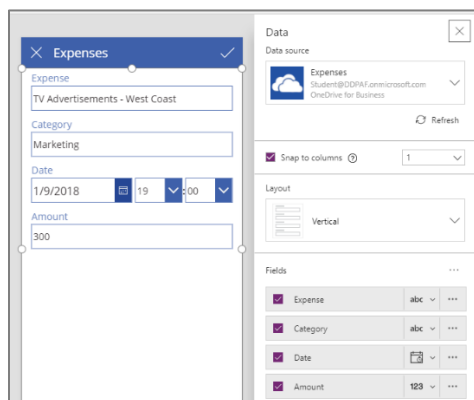 Expenses
Expense
TV Advertisements - West Coast
Category
Marketing
Date
1/9/2018 19 : 00
Amount
300
Data
Data source
Expenses
Student@DDPAF.onmicrosoft.com
OneDrive for Business
Refresh
Snap to columns 1
Layout
Vertical
Fields
Expense abc
Category abc
Date
Amount 123